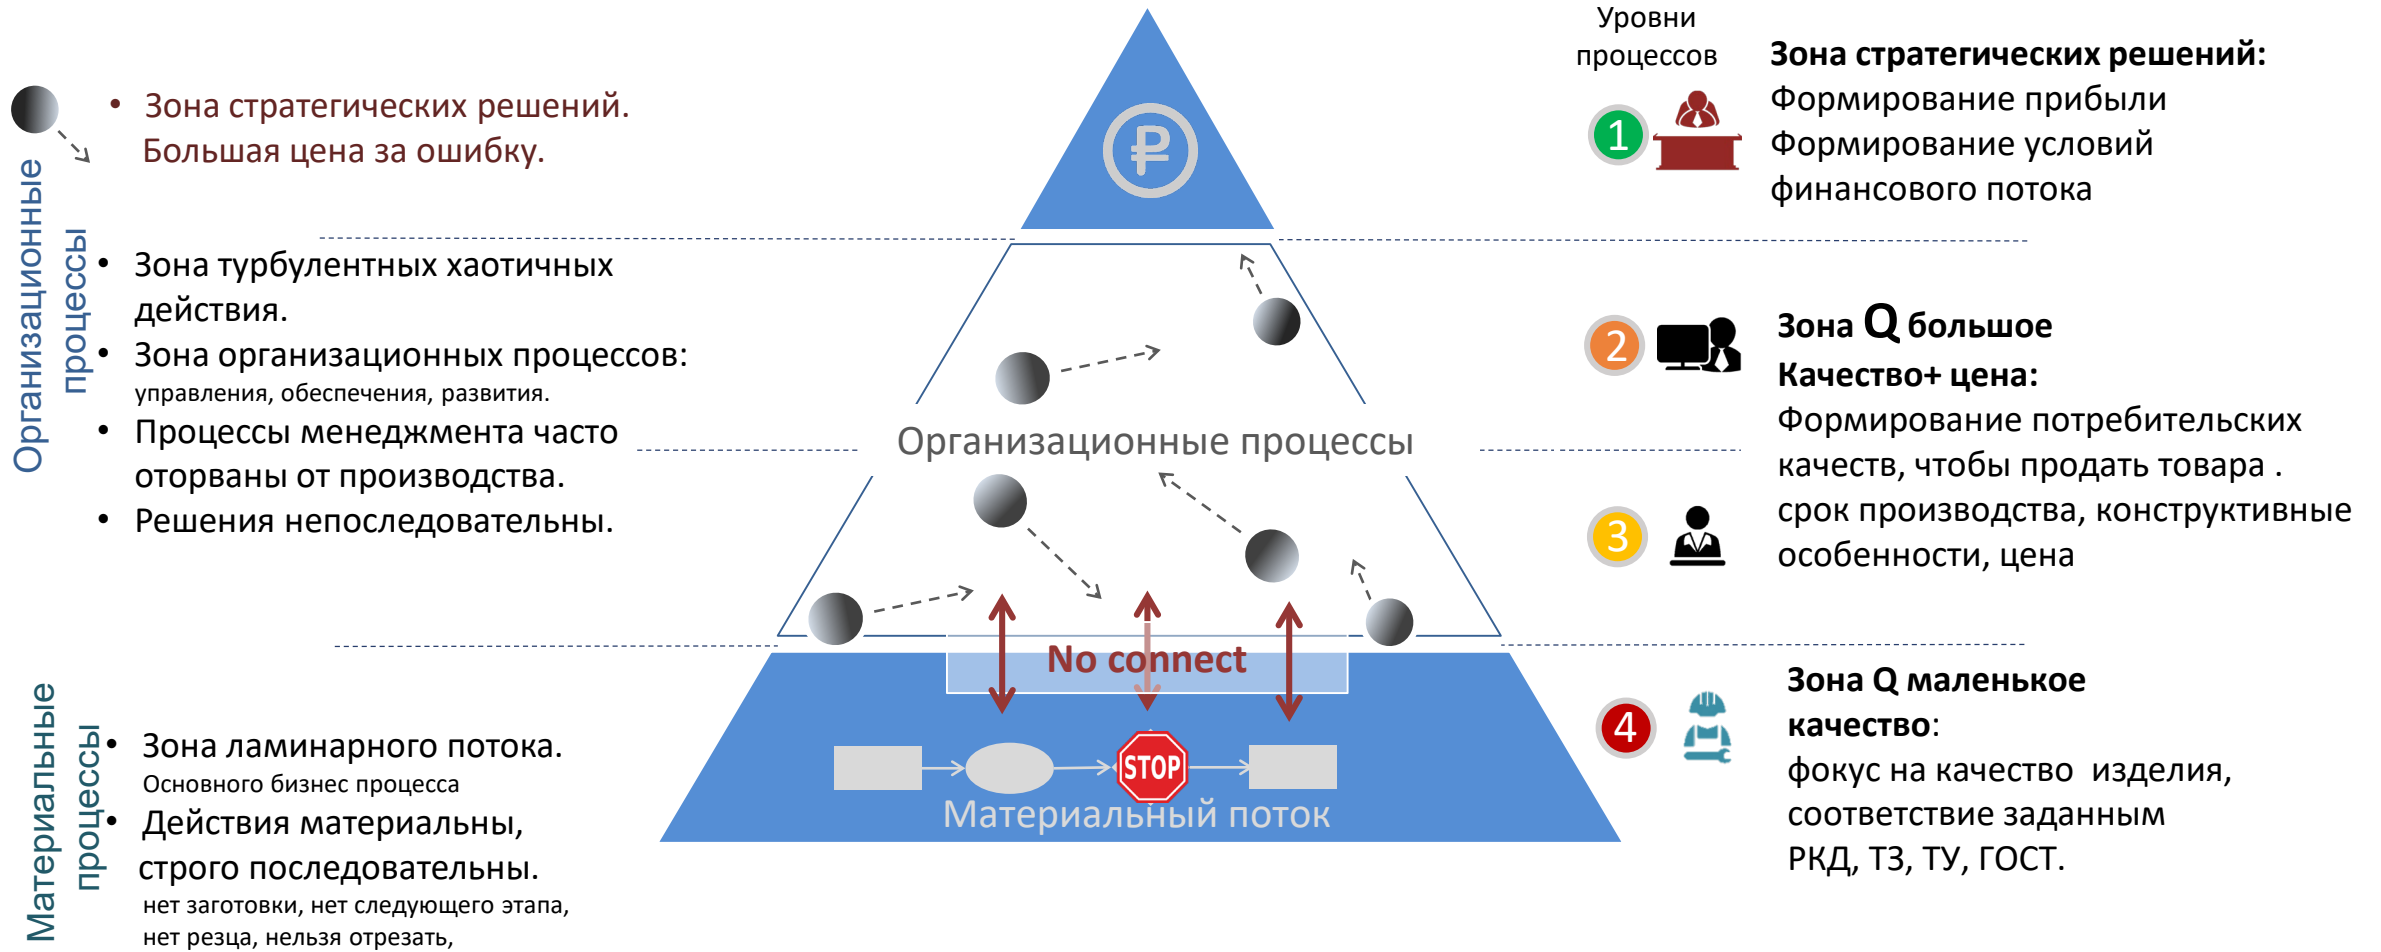 Организационные
процессы
• Зона стратегических решений.
Большая цена за ошибку.
• Зона турбулентных хаотичных
действия.
• Зона организационных процессов:
управления, обеспечения, развития.
• Процессы менеджмента часто
оторваны от производства.
• Решения непоследовательны.
Материальные
процессы
• Зона ламинарного потока.
Основного бизнес процесса
• Действия материальны,
строго последовательны.
нет заготовки, нет следующего этапа,
нет резца, нельзя отрезать,
₽
Организационные процессы
No connect
STOP
Материальный поток
Уровни
процессов
1
Зона стратегических решений:
Формирование прибыли
Формирование условий
финансового потока
2
Зона Q большое
Качество+ цена:
Формирование потребительских
качеств, чтобы продать товара .
срок производства, конструктивные
особенности, цена
3
4
Зона Q маленькое
качество:
фокус на качество изделия,
соответствие заданным
РКД, ТЗ, ТУ, ГОСТ.